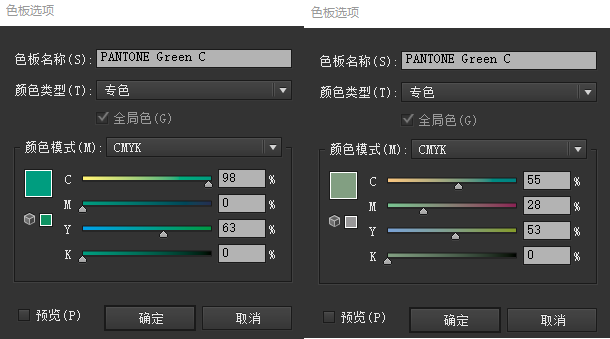 色板选项
色板名称(S): PANTONE Green C
颜色类型(T): 专色
全局色(G)
颜色模式(M): CMYK
C 98 %
M 0 %
Y 63 %
K 0 %
预览(P) 确定 取消
色板选项
色板名称(S): PANTONE Green C
颜色类型(T): 专色
全局色(G)
颜色模式(M): CMYK
C 55 %
M 28 %
Y 53 %
K 0 %
预览(P) 确定 取消